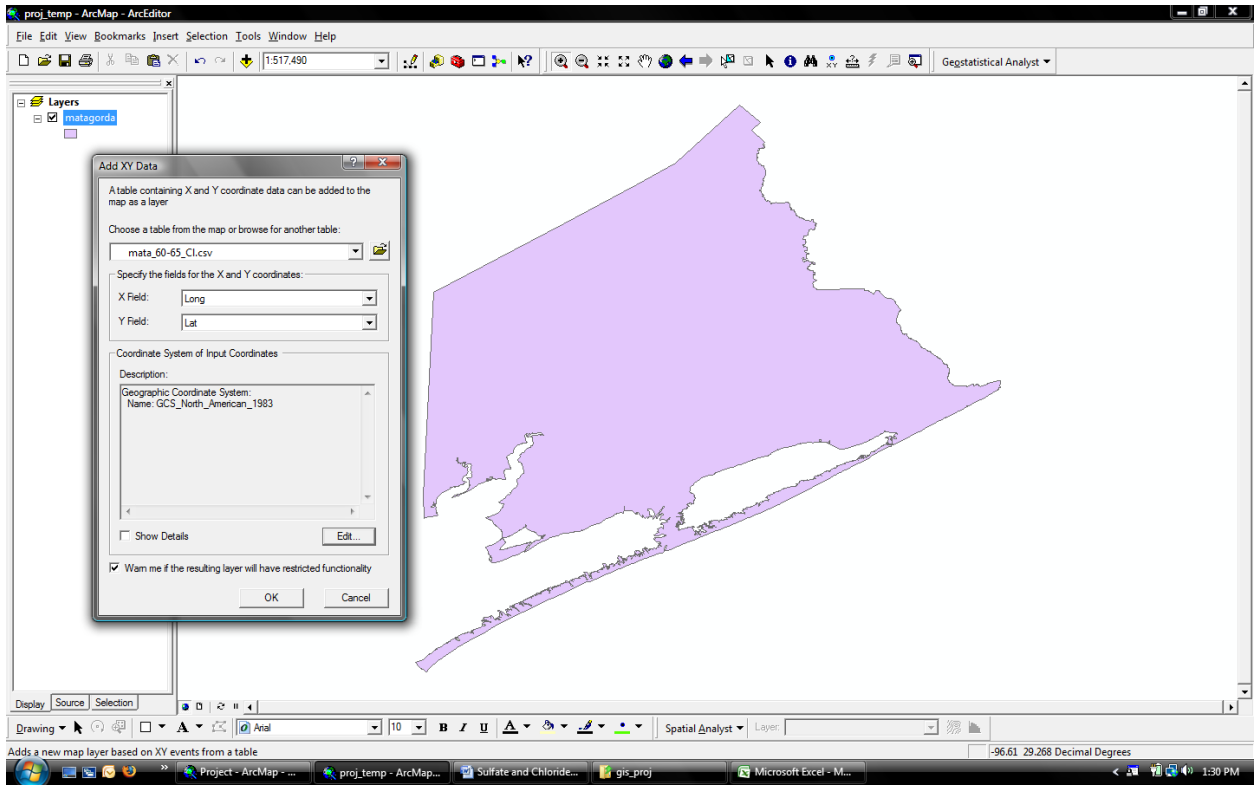 proj_temp - ArcMap - ArcEditor
File Edit View Bookmarks Insert Selection Tools Window Help
1:517,490
Geostatistical Analyst
Layers
matagorda
Add XY Data
A table containing X and Y coordinate data can be added to the
map as a layer
Choose a table from the map or browse for another table:
mata_60-65_Cl.csv
Specify the fields for the X and Y coordinates:
X Field: Long
Y Field: Lat
Coordinate System of Input Coordinates
Description:
Geographic Coordinate System:
Name: GCS_North_American_1983
Show Details
Edit...
Warn me if the resulting layer will have restricted functionality
OK Cancel
Display Source Selection
Drawing A Arial 10 B I U A Spatial Analyst Layer:
Adds a new map layer based on XY events from a table
-96.61 29.268 Decimal Degrees
Project - ArcMap - ... proj_temp - ArcMap... Sulfate and Chloride... gis_proj Microsoft Excel - M... 1:30 PM